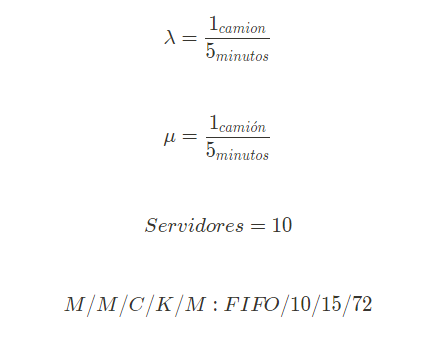 λ = 1camion / 5minutos
μ = 1camión / 5minutos
Servidores = 10
M/M/C/K/M : FIFO/10/15/72